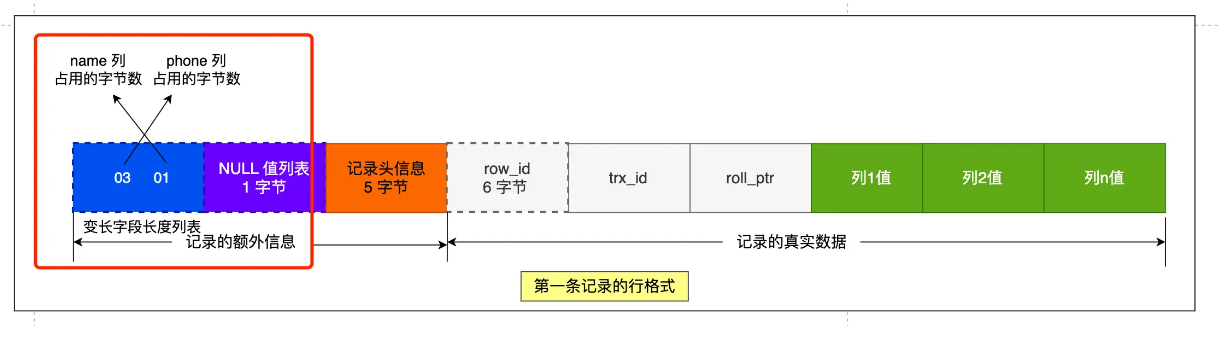 name 列
占用的字节数
phone 列
占用的字节数
03 01
NULL 值列表
1 字节
记录头信息
5 字节
row_id
6 字节
trx_id
roll_ptr
列1值
列2值
列n值
变长字段长度列表
记录的额外信息
记录的真实数据
第一条记录的行格式